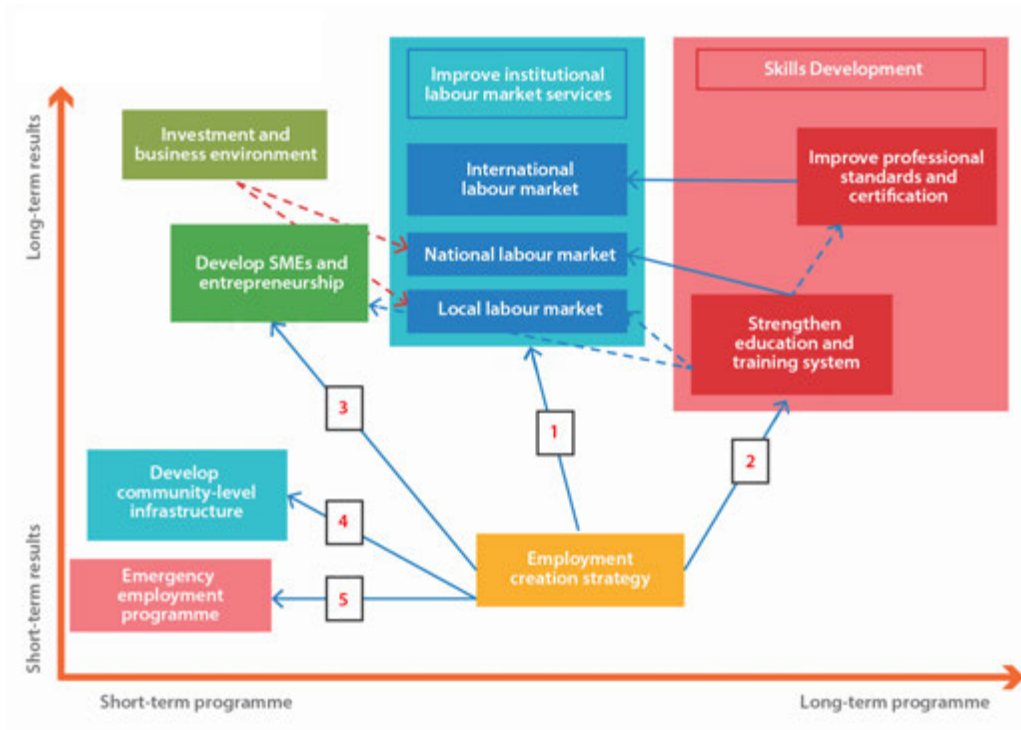 Long-term results
Short-term results
Investment and
business environment
Develop SMEs and
entrepreneurship
Improve institutional
labour market services
International
labour market
National labour market
Local labour market
Skills Development
Improve professional
standards and
certification
Strengthen
education and
training system
3
1
2
Develop
community-level
infrastructure
4
Employment
creation strategy
Emergency
employment
programme
5
Short-term programme
Long-term programme